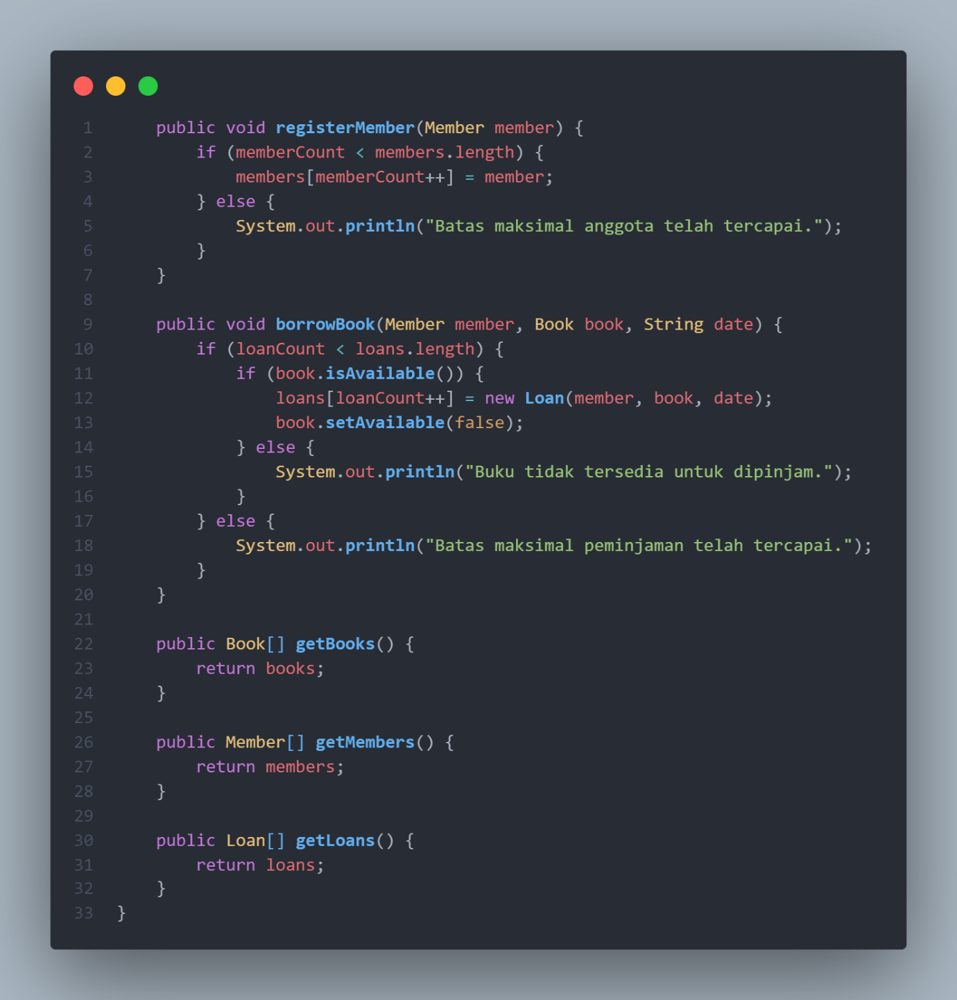 1     public void registerMember(Member member) {
2         if (memberCount < members.length) {
3             members[memberCount++] = member;
4         } else {
5             System.out.println("Batas maksimal anggota telah tercapai.");
6         }
7     }
8
9     public void borrowBook(Member member, Book book, String date) {
10         if (loanCount < loans.length) {
11             if (book.isAvailable()) {
12                 loans[loanCount++] = new Loan(member, book, date);
13                 book.setAvailable(false);
14             } else {
15                 System.out.println("Buku tidak tersedia untuk dipinjam.");
16             }
17         } else {
18             System.out.println("Batas maksimal peminjaman telah tercapai.");
19         }
20     }
21
22     public Book[] getBooks() {
23         return books;
24     }
25
26     public Member[] getMembers() {
27         return members;
28     }
29
30     public Loan[] getLoans() {
31         return loans;
32     }
33 }